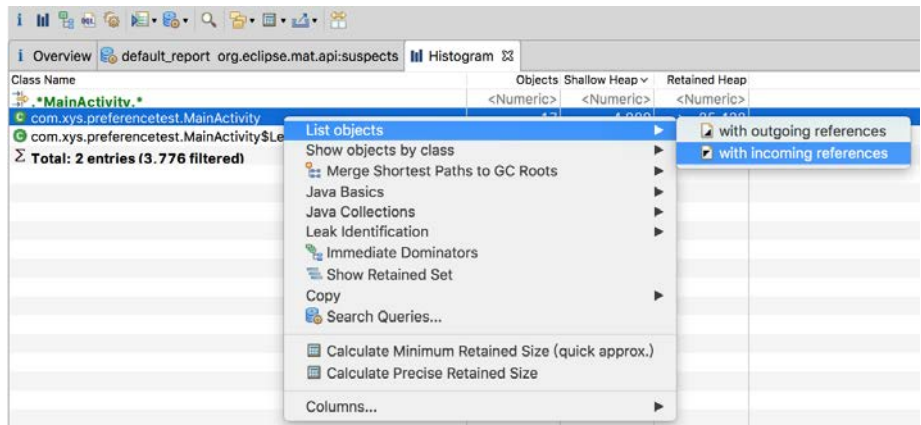 i Overview default_report org.eclipse.mat.api:suspects Histogram
Class Name Objects Shallow Heap Retained Heap
.*MainActivity.* <Numeric> <Numeric> <Numeric>
com.xys.preferencetest.MainActivity
com.xys.preferencetest.MainActivity$Le
Σ Total: 2 entries (3.776 filtered)
List objects
with outgoing references
with incoming references
Show objects by class
Merge Shortest Paths to GC Roots
Java Basics
Java Collections
Leak Identification
Immediate Dominators
Show Retained Set
Copy
Search Queries...
Calculate Minimum Retained Size (quick approx.)
Calculate Precise Retained Size
Columns...